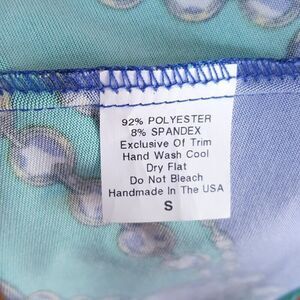 92% POLYESTER
8% SPANDEX
Exclusive Of Trim
Hand Wash Cool
Dry Flat
Do Not Bleach
Handmade In The USA
S